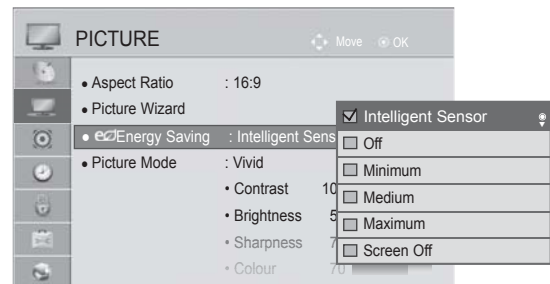 PICTURE
Move OK
• Aspect Ratio : 16:9
• Picture Wizard
• eco Energy Saving : Intelligent Sens
• Picture Mode : Vivid
• Contrast 10
• Brightness 5
• Sharpness 7
• Colour 70
Intelligent Sensor
Off
Minimum
Medium
Maximum
Screen Off